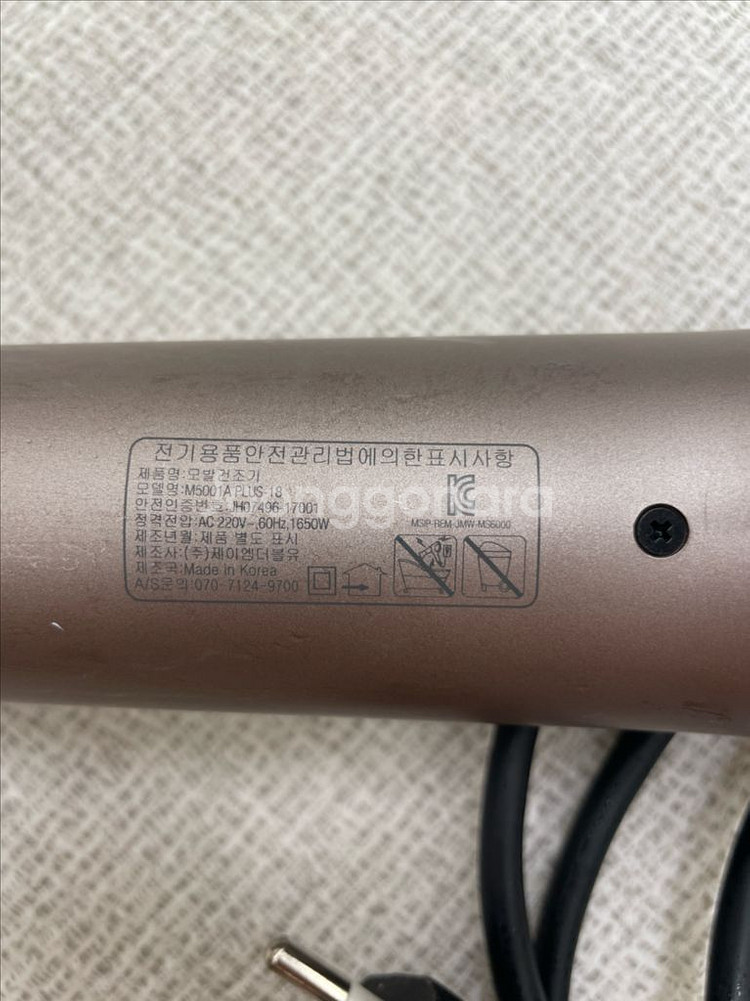 전기용품안전관리법에의한표시사항
제품명:모발건조기
모델명:M5001A PLUS-18
안전인증번호:JH07496-17001
정격전압:AC 220V~,60Hz,1650W
제조년월:제품 별도 표시
제조사:(주)제이엠더블유
제조국:Made in Korea
A/S문의:070-7124-9700
MSIP-REM-JMW-MS6000
joonggonara